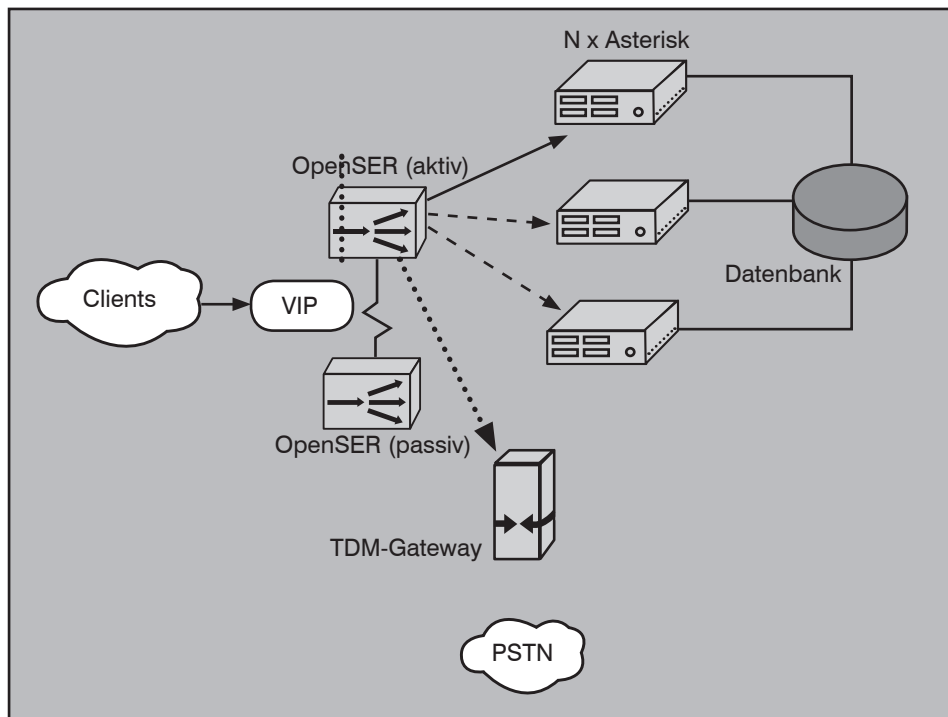 N x Asterisk
OpenSER (aktiv)
Datenbank
Clients
VIP
OpenSER (passiv)
TDM-Gateway
PSTN